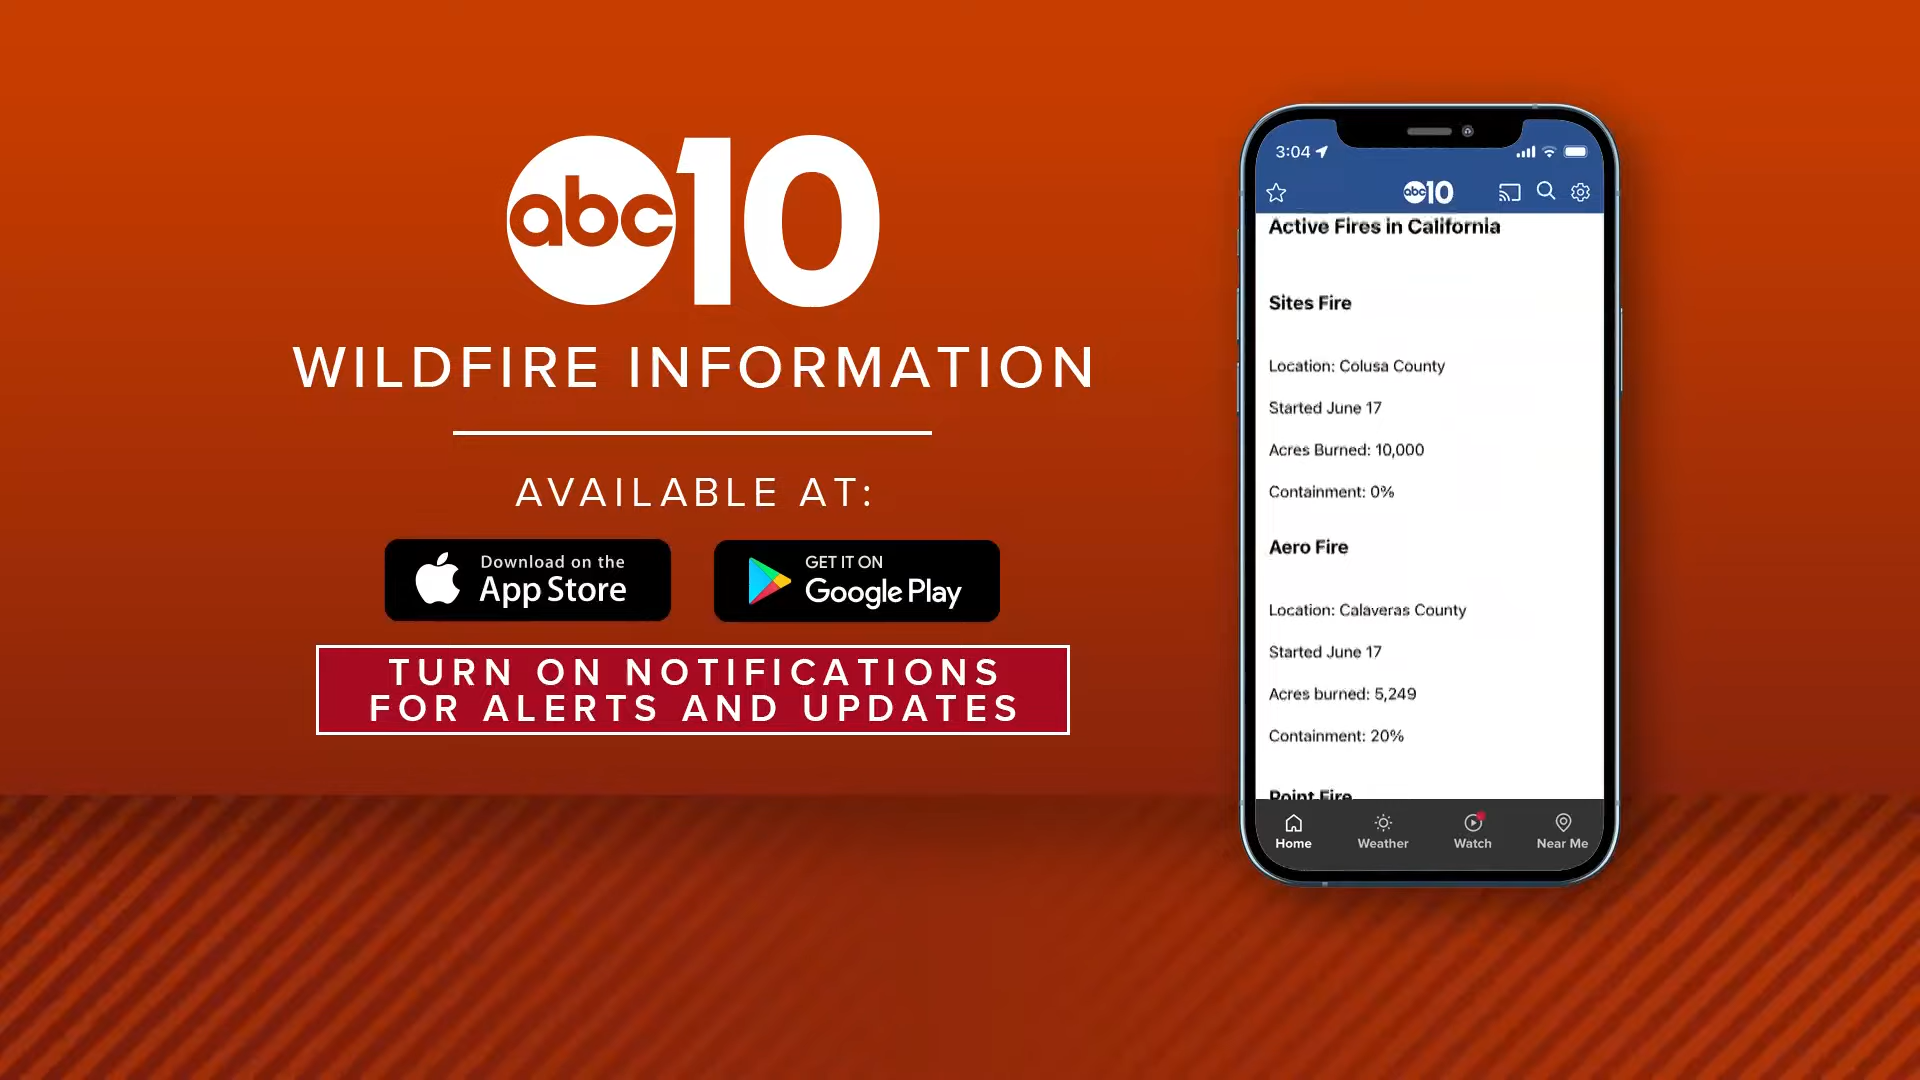 abc10
WILDFIRE INFORMATION
AVAILABLE AT:
Download on the
App Store
GET IT ON
Google Play
TURN ON NOTIFICATIONS
FOR ALERTS AND UPDATES
3:04
abc10
Active Fires in California
Sites Fire
Location: Colusa County
Started June 17
Acres Burned: 10,000
Containment: 0%
Aero Fire
Location: Calaveras County
Started June 17
Acres burned: 5,249
Containment: 20%
Point Fire
Home Weather Watch Near Me